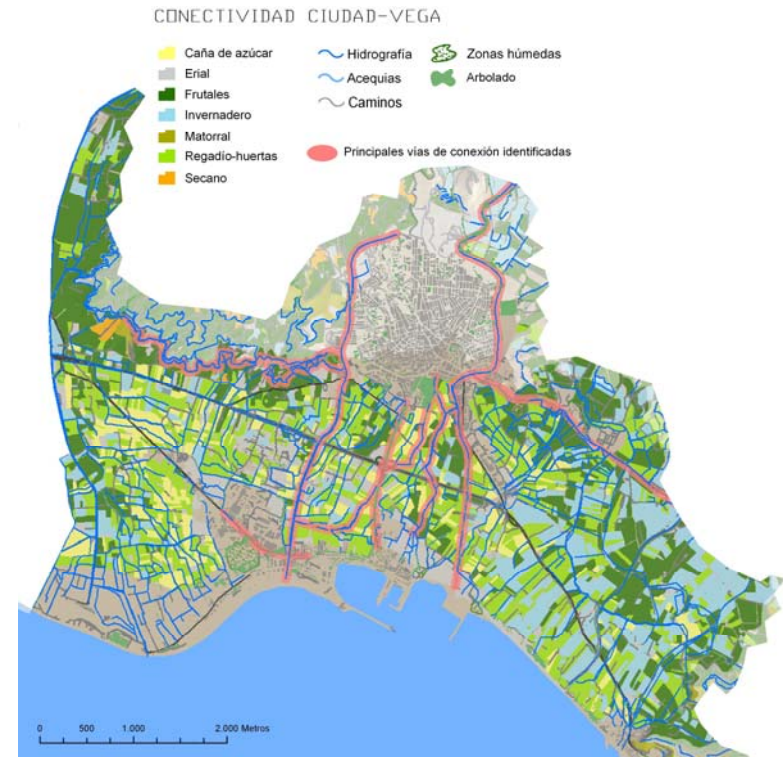 CONECTIVIDAD CIUDAD-VEGA
Caña de azúcar
Erial
Frutales
Invernadero
Matorral
Regadío-huertas
Secano
Hidrografía
Acequias
Caminos
Zonas húmedas
Arbolado
Principales vías de conexión identificadas
0 500 1.000 2.000 Metros